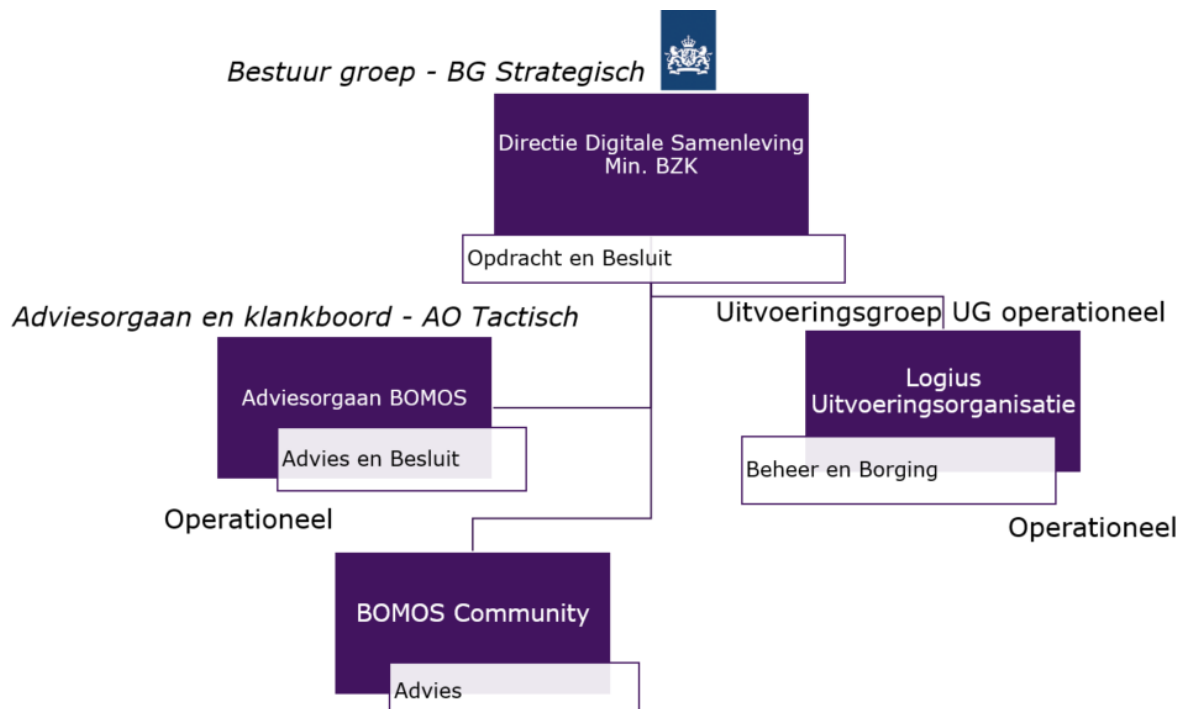 Bestuur groep - BG Strategisch
Directie Digitale Samenleving
Min. BZK
Opdracht en Besluit
Adviesorgaan en klankboord - AO Tactisch
Uitvoeringsgroep UG operationeel
Adviesorgaan BOMOS
Advies en Besluit
Logius
Uitvoeringsorganisatie
Beheer en Borging
Operationeel
Operationeel
BOMOS Community
Advies